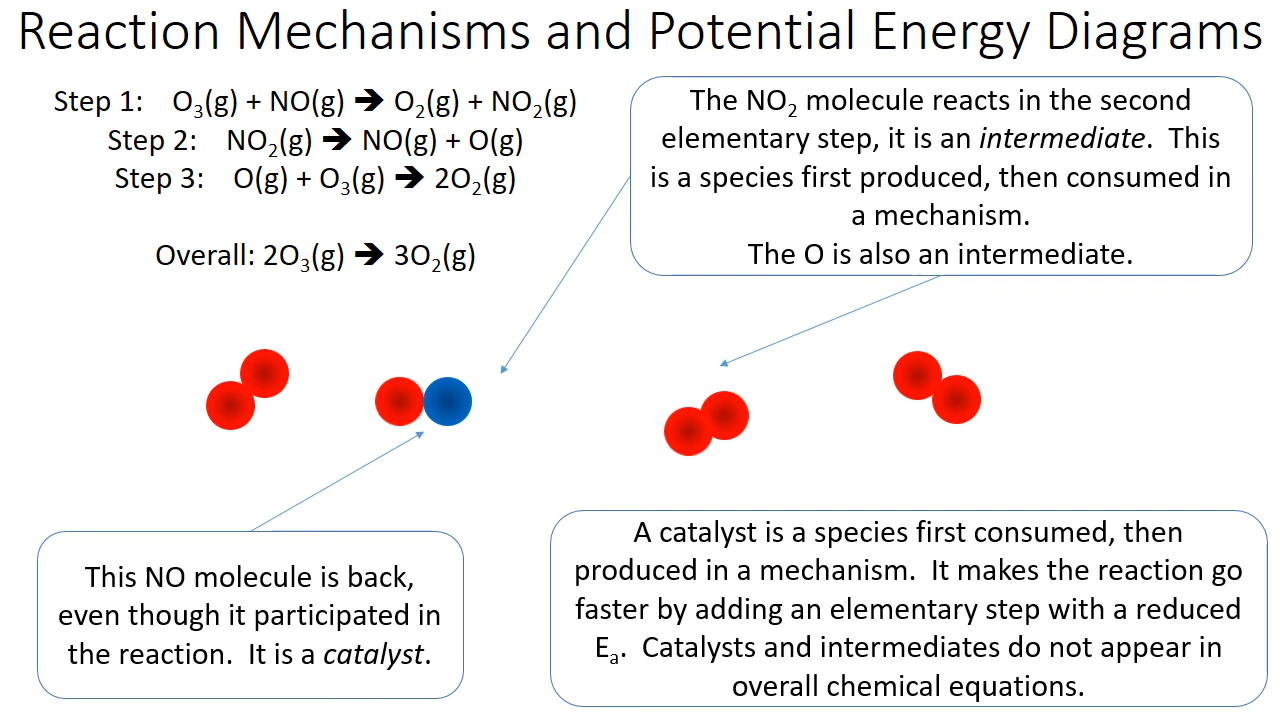 Reaction Mechanisms and Potential Energy Diagrams
Step 1: O₃(g) + NO(g) 🡺 O₂(g) + NO₂(g)
Step 2: NO₂(g) 🡺 NO(g) + O(g)
Step 3: O(g) + O₃(g) 🡺 2O₂(g)
Overall: 2O₃(g) 🡺 3O₂(g)
The NO₂ molecule reacts in the second
elementary step, it is an intermediate. This
is a species first produced, then consumed in
a mechanism.
The O is also an intermediate.
This NO molecule is back,
even though it participated in
the reaction. It is a catalyst.
A catalyst is a species first consumed, then
produced in a mechanism. It makes the reaction go
faster by adding an elementary step with a reduced
Eₐ. Catalysts and intermediates do not appear in
overall chemical equations.